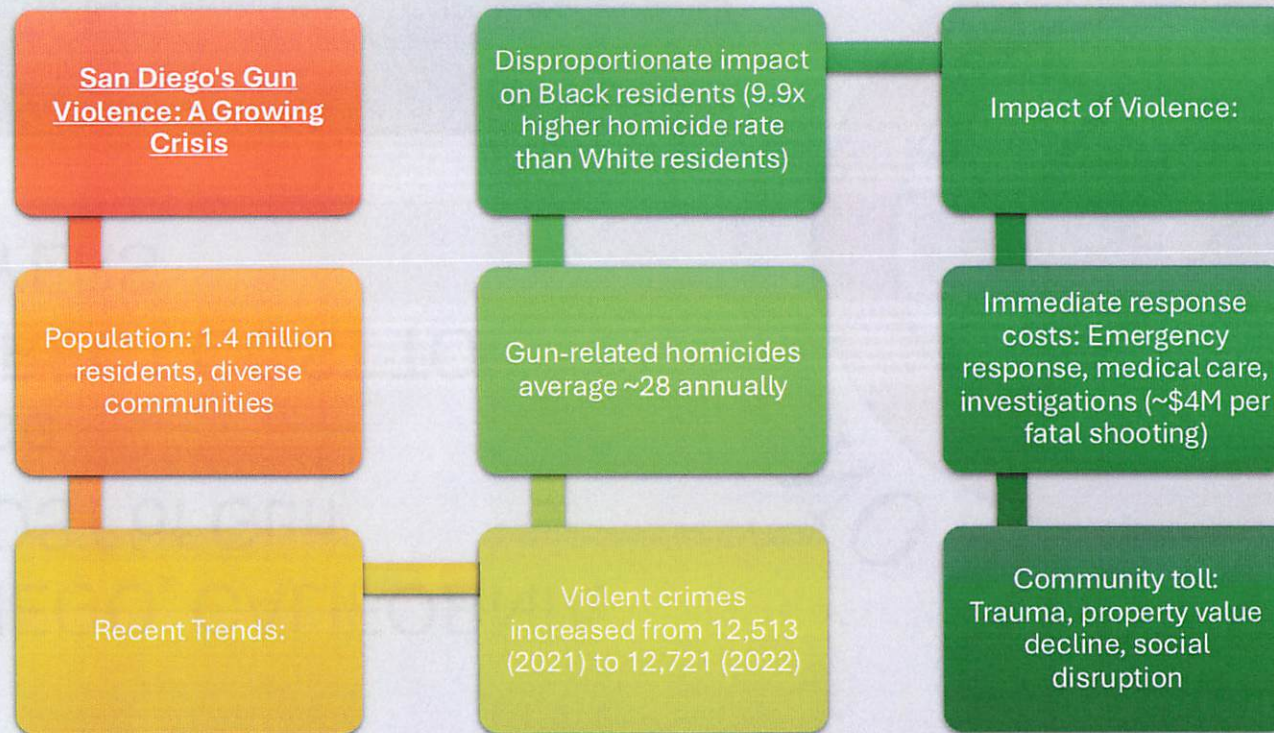 San Diego's Gun
Violence: A Growing
Crisis
Population: 1.4 million
residents, diverse
communities
Recent Trends:
Violent crimes
increased from 12,513
(2021) to 12,721 (2022)
Gun-related homicides
average ~28 annually
Disproportionate impact
on Black residents (9.9x
higher homicide rate
than White residents)
Impact of Violence:
Immediate response
costs: Emergency
response, medical care,
investigations (~$4M per
fatal shooting)
Community toll:
Trauma, property value
decline, social
disruption